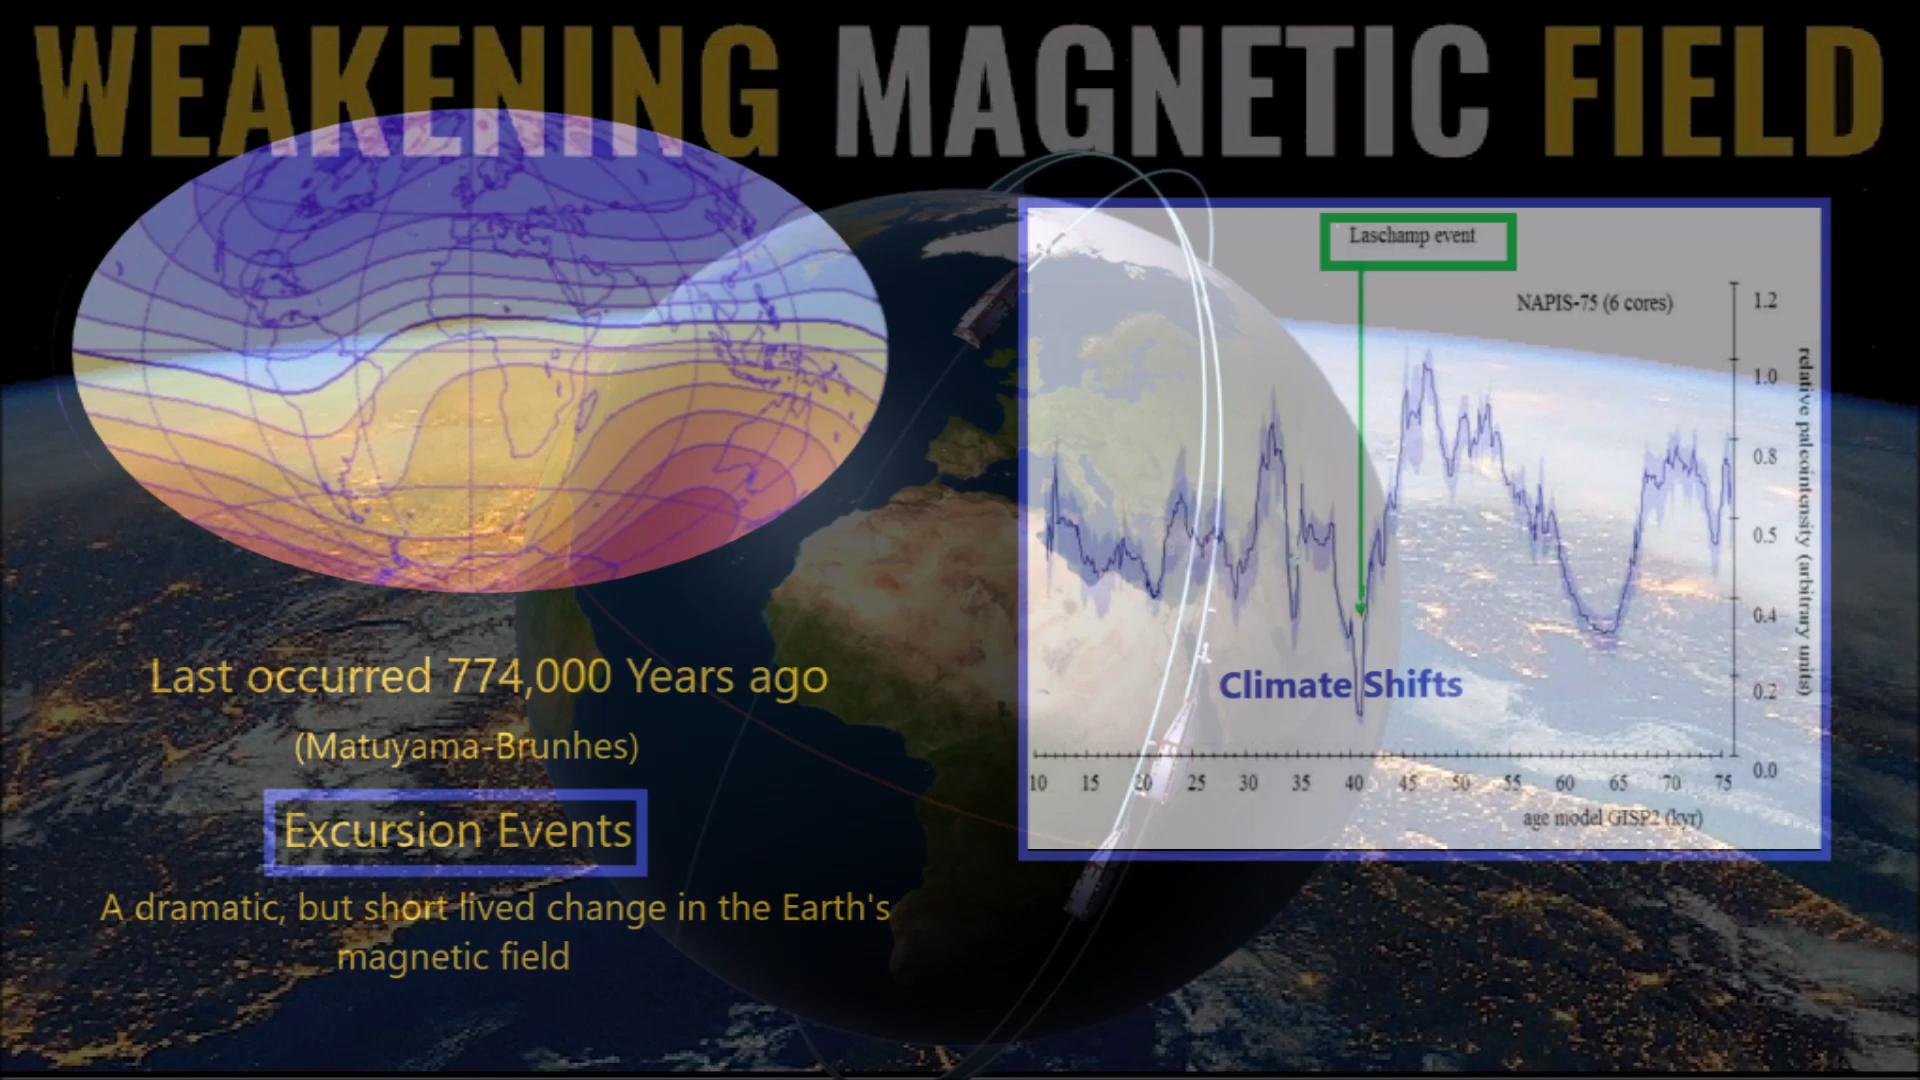 WEAKENING MAGNETIC FIELD
Last occurred 774,000 Years ago
(Matuyama-Brunhes)
Excursion Events
A dramatic, but short lived change in the Earth's
magnetic field
Laschamp event
NAPIS-75 (6 cores)
1.2
1.0
0.8
0.5
0.4
0.2
0.0
relative paleointensity (arbitrary units)
Climate Shifts
10 15 20 25 30 35 40 45 50 55 60 65 70 75
age model GISP2 (kyr)